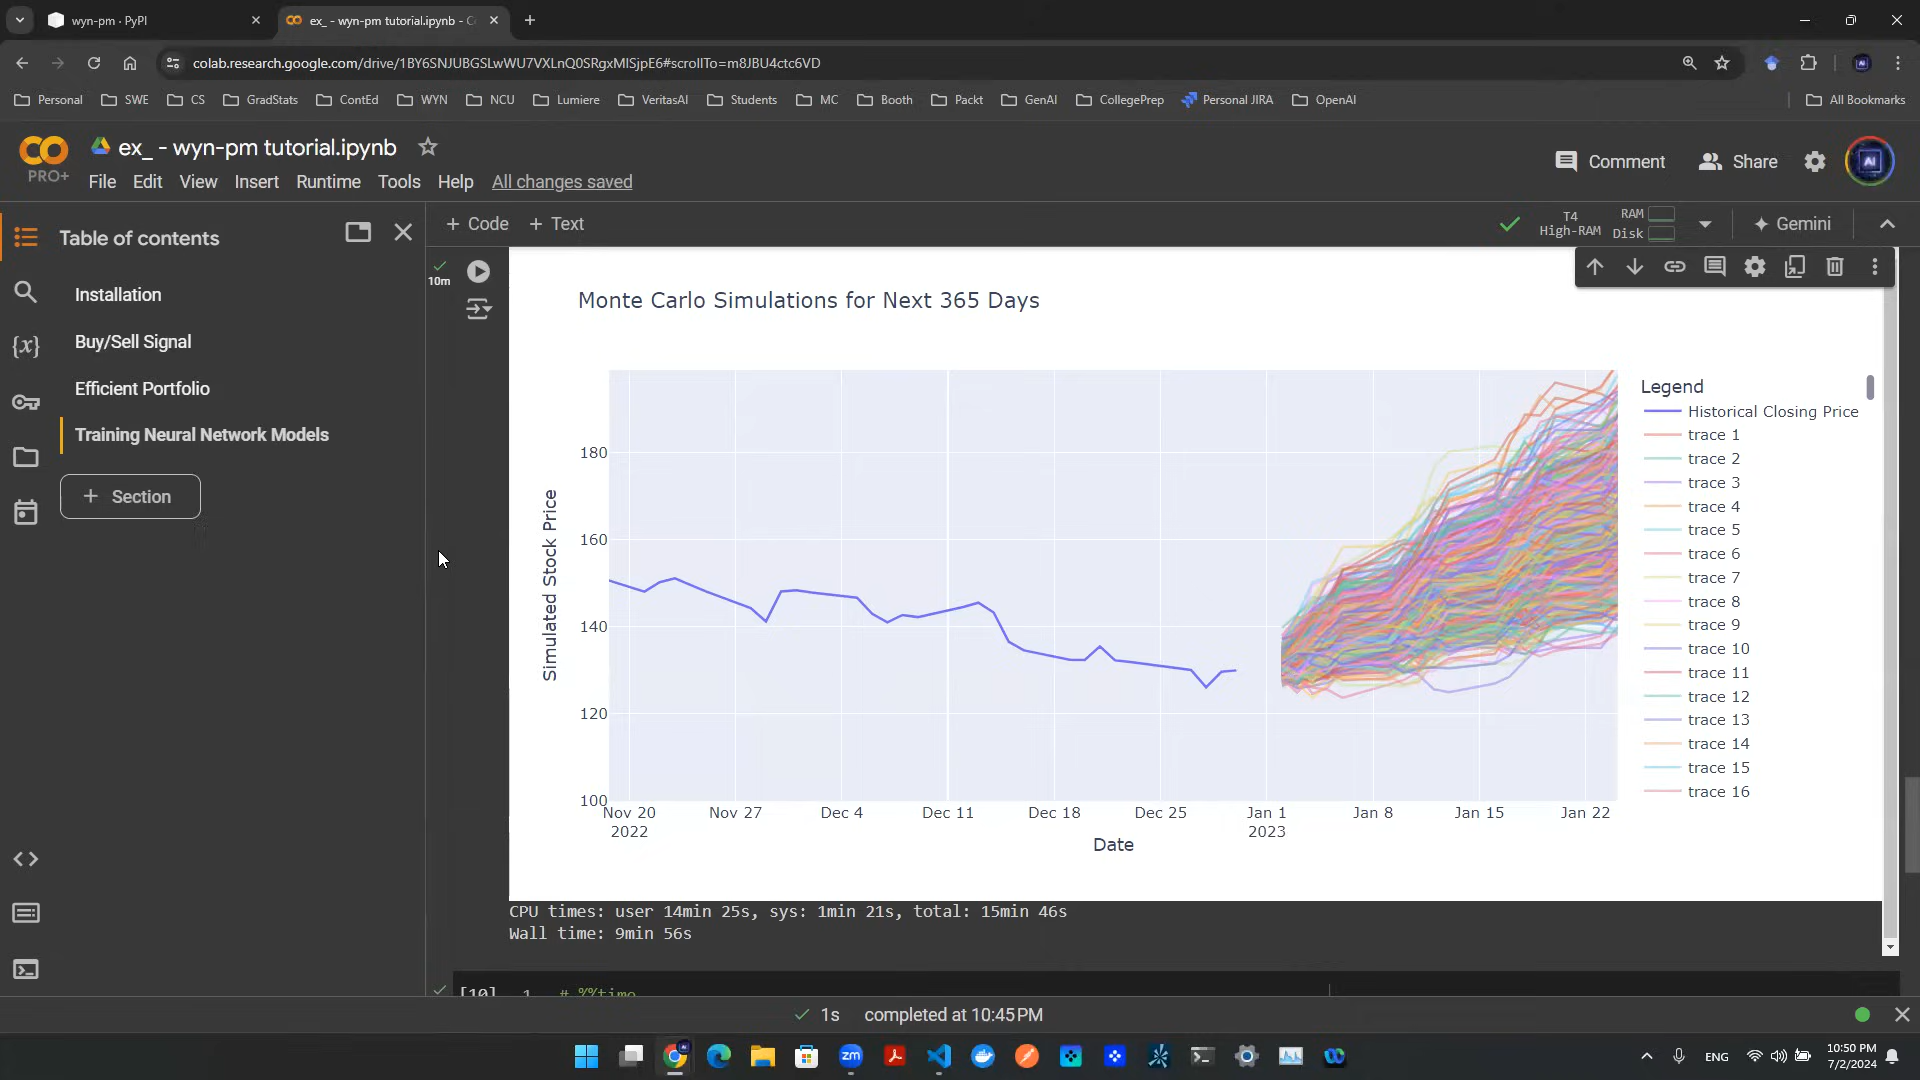 wyn-pm · PyPI
ex_ - wyn-pm tutorial.ipynb - C
colab.research.google.com/drive/1BY6SNJUBGSLwWU7VXLnQ0SRgxMISjpE6#scrollTo=m8JBU4ctc6VD
Personal SWE CS GradStats ContEd WYN NCU Lumiere VeritasAI Students MC Booth Packt GenAI CollegePrep Personal JIRA OpenAI All Bookmarks
PRO+
ex_ - wyn-pm tutorial.ipynb
Comment Share
AI
File Edit View Insert Runtime Tools Help All changes saved
+ Code + Text
T4
High-RAM
RAM
Disk
Gemini
Table of contents
Installation
Buy/Sell Signal
Efficient Portfolio
Training Neural Network Models
+ Section
{x}
10m
Monte Carlo Simulations for Next 365 Days
Simulated Stock Price
180
160
140
120
100
Nov 20
2022
Nov 27
Dec 4
Dec 11
Dec 18
Dec 25
Jan 1
2023
Jan 8
Jan 15
Jan 22
Date
Legend
Historical Closing Price
trace 1
trace 2
trace 3
trace 4
trace 5
trace 6
trace 7
trace 8
trace 9
trace 10
trace 11
trace 12
trace 13
trace 14
trace 15
trace 16
CPU times: user 14min 25s, sys: 1min 21s, total: 15min 46s
Wall time: 9min 56s
[10] 1 # %%time
1s completed at 10:45 PM
zm
ENG
10:50 PM
7/2/2024